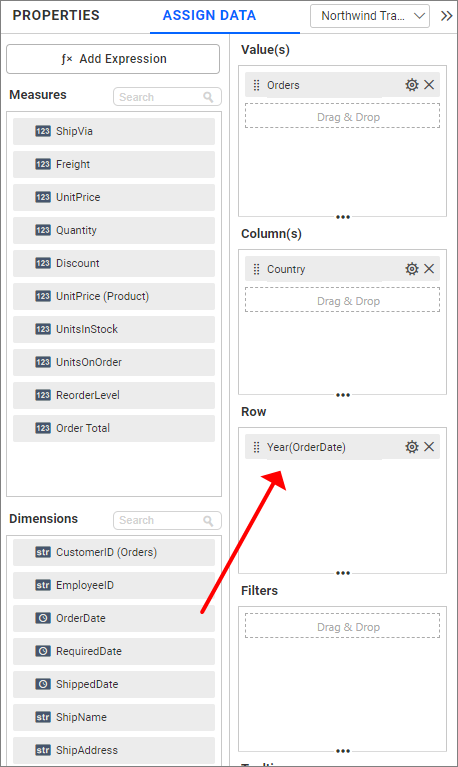 PROPERTIES
ASSIGN DATA
Northwind Tra...
ƒx Add Expression
Measures
Search
123 ShipVia
123 Freight
123 UnitPrice
123 Quantity
123 Discount
123 UnitPrice (Product)
123 UnitsInStock
123 UnitsOnOrder
123 ReorderLevel
123 Order Total
Dimensions
Search
str CustomerID (Orders)
str EmployeeID
OrderDate
RequiredDate
ShippedDate
str ShipName
str ShipAddress
Value(s)
Orders
Drag & Drop
Column(s)
Country
Drag & Drop
Row
Year(OrderDate)
Filters
Drag & Drop